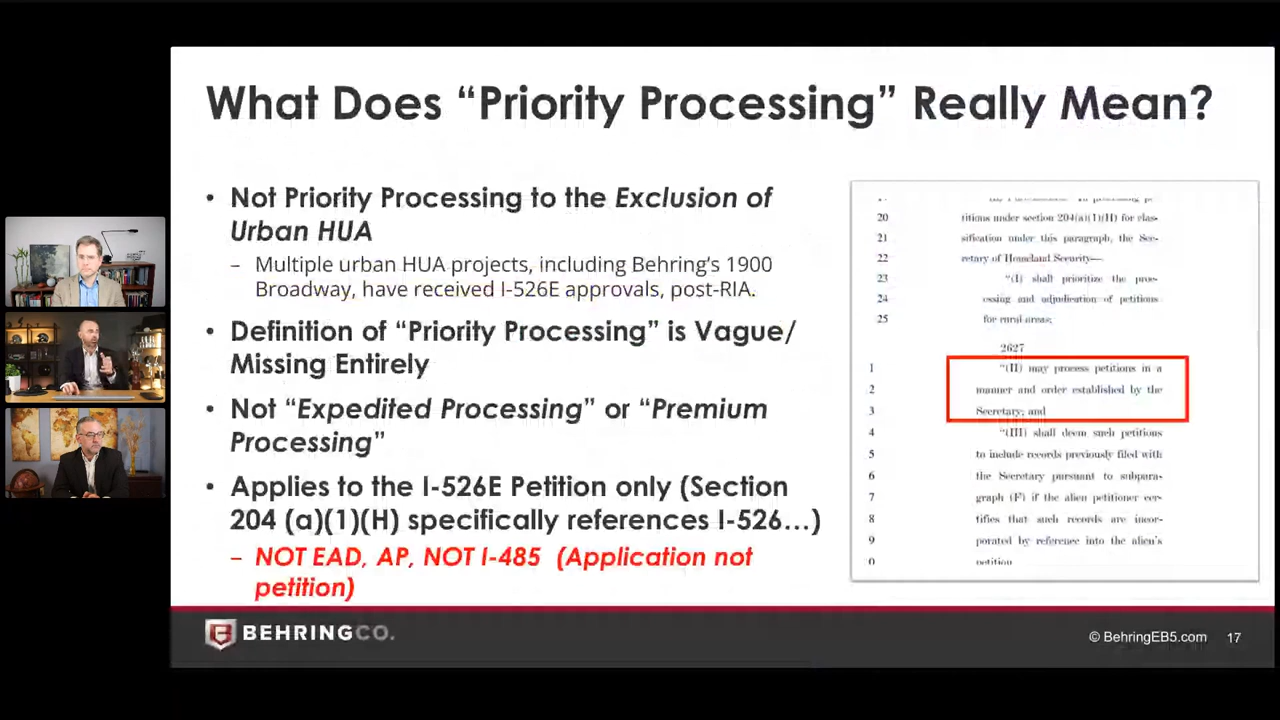 What Does “Priority Processing” Really Mean?
• Not Priority Processing to the Exclusion of
Urban HUA
– Multiple urban HUA projects, including Behring’s 1900
Broadway, have received I-526E approvals, post-RIA.
• Definition of “Priority Processing” is Vague/
Missing Entirely
• Not “Expedited Processing” or “Premium
Processing”
• Applies to the I-526E Petition only (Section
204 (a)(1)(H) specifically references I-526…)
– NOT EAD, AP, NOT I-485 (Application not
petition)
20 titions under section 204(a)(1)(H) for clas-
21 sification under this paragraph, the Sec-
22 retary of Homeland Security—
23 “(I) shall prioritize the proc-
24 essing and adjudication of petitions
25 for rural areas;
2627
1 “(II) may process petitions in a
2 manner and order established by the
3 Secretary; and
4 “(III) shall deem such petitions
5 to include records previously filed with
6 the Secretary pursuant to subpara-
7 graph (F) if the alien petitioner cer-
8 tifies that such records are incor-
9 porated by reference into the alien’s
0 petition
BEHRINGCO.
© BehringEB5.com 17